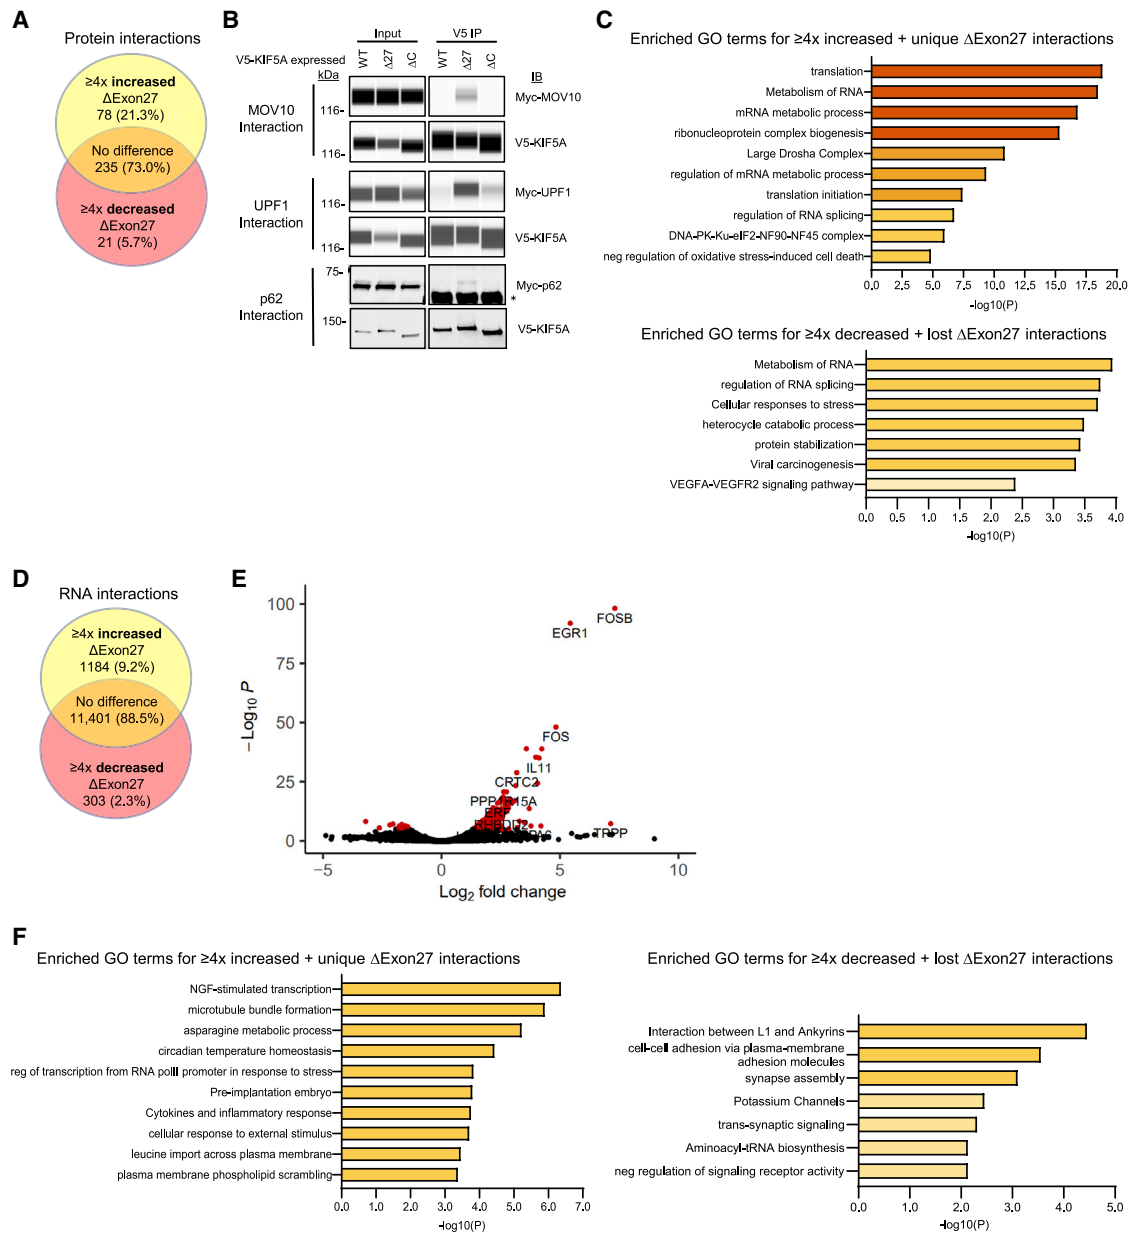 A
Protein interactions
≥4x increased
ΔExon27
78 (21.3%)
No difference
235 (73.0%)
≥4x decreased
ΔExon27
21 (5.7%)
B
Input
V5 IP
V5-KIF5A expressed
WT
Δ27
ΔC
WT
Δ27
ΔC
kDa
IB
MOV10
Interaction
116-
Myc-MOV10
116-
V5-KIF5A
UPF1
Interaction
116-
Myc-UPF1
116-
V5-KIF5A
p62
Interaction
75-
Myc-p62
*
150-
V5-KIF5A
C
Enriched GO terms for ≥4x increased + unique ΔExon27 interactions
translation
Metabolism of RNA
mRNA metabolic process
ribonucleoprotein complex biogenesis
Large Drosha Complex
regulation of mRNA metabolic process
translation initiation
regulation of RNA splicing
DNA-PK-Ku-eIF2-NF90-NF45 complex
neg regulation of oxidative stress-induced cell death
0.0 2.5 5.0 7.5 10.0 12.5 15.0 17.5 20.0
-log10(P)
Enriched GO terms for ≥4x decreased + lost ΔExon27 interactions
Metabolism of RNA
regulation of RNA splicing
Cellular responses to stress
heterocycle catabolic process
protein stabilization
Viral carcinogenesis
VEGFA-VEGFR2 signaling pathway
0.0 0.5 1.0 1.5 2.0 2.5 3.0 3.5 4.0
-log10(P)
D
RNA interactions
≥4x increased
ΔExon27
1184 (9.2%)
No difference
11,401 (88.5%)
≥4x decreased
ΔExon27
303 (2.3%)
E
−Log10 P
100
75
50
25
0
FOSB
EGR1
FOS
IL11
CRTC2
PPP1R15A
ERF
RHBDD2
TPPP
−5 0 5 10
Log2 fold change
F
Enriched GO terms for ≥4x increased + unique ΔExon27 interactions
NGF-stimulated transcription
microtubule bundle formation
asparagine metabolic process
circadian temperature homeostasis
reg of transcription from RNA polII promoter in response to stress
Pre-implantation embryo
Cytokines and inflammatory response
cellular response to external stimulus
leucine import across plasma membrane
plasma membrane phospholipid scrambling
0.0 1.0 2.0 3.0 4.0 5.0 6.0 7.0
-log10(P)
Enriched GO terms for ≥4x decreased + lost ΔExon27 interactions
Interaction between L1 and Ankyrins
cell-cell adhesion via plasma-membrane
adhesion molecules
synapse assembly
Potassium Channels
trans-synaptic signaling
Aminoacyl-tRNA biosynthesis
neg regulation of signaling receptor activity
0.0 1.0 2.0 3.0 4.0 5.0
-log10(P)